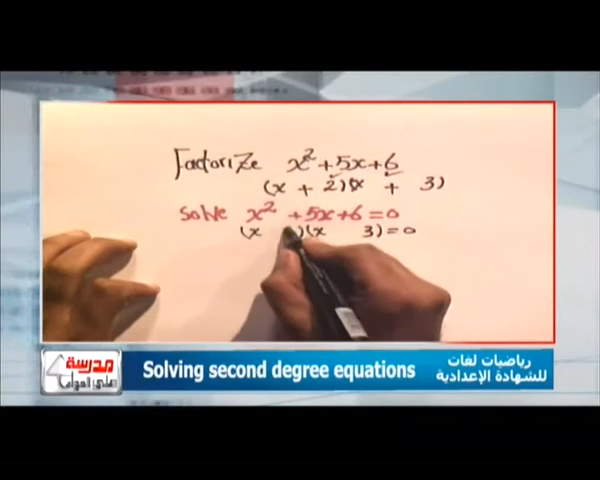 Factorize x² + 5x + 6
(x + 2)(x + 3)
Solve x² + 5x + 6 = 0
(x )(x 3) = 0
مدرسة
على الهواء
Solving second degree equations
رياضيات لغات
للشهادة الإعدادية